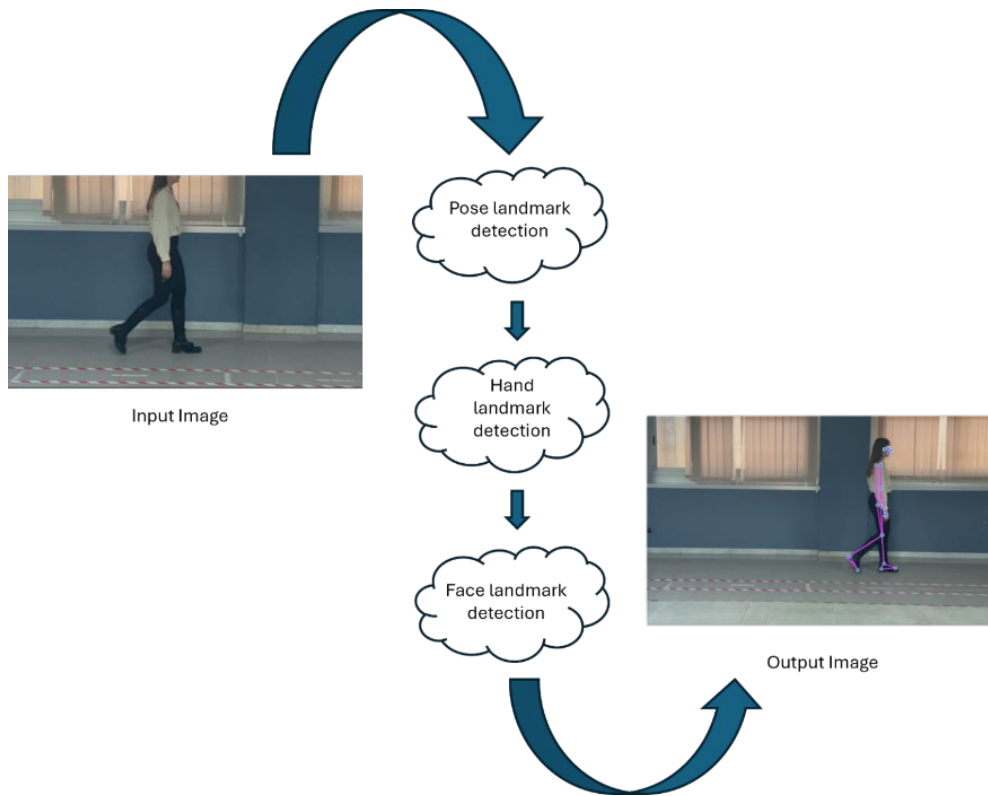 Pose landmark
detection
Input Image
Hand
landmark
detection
Face landmark
detection
Output Image